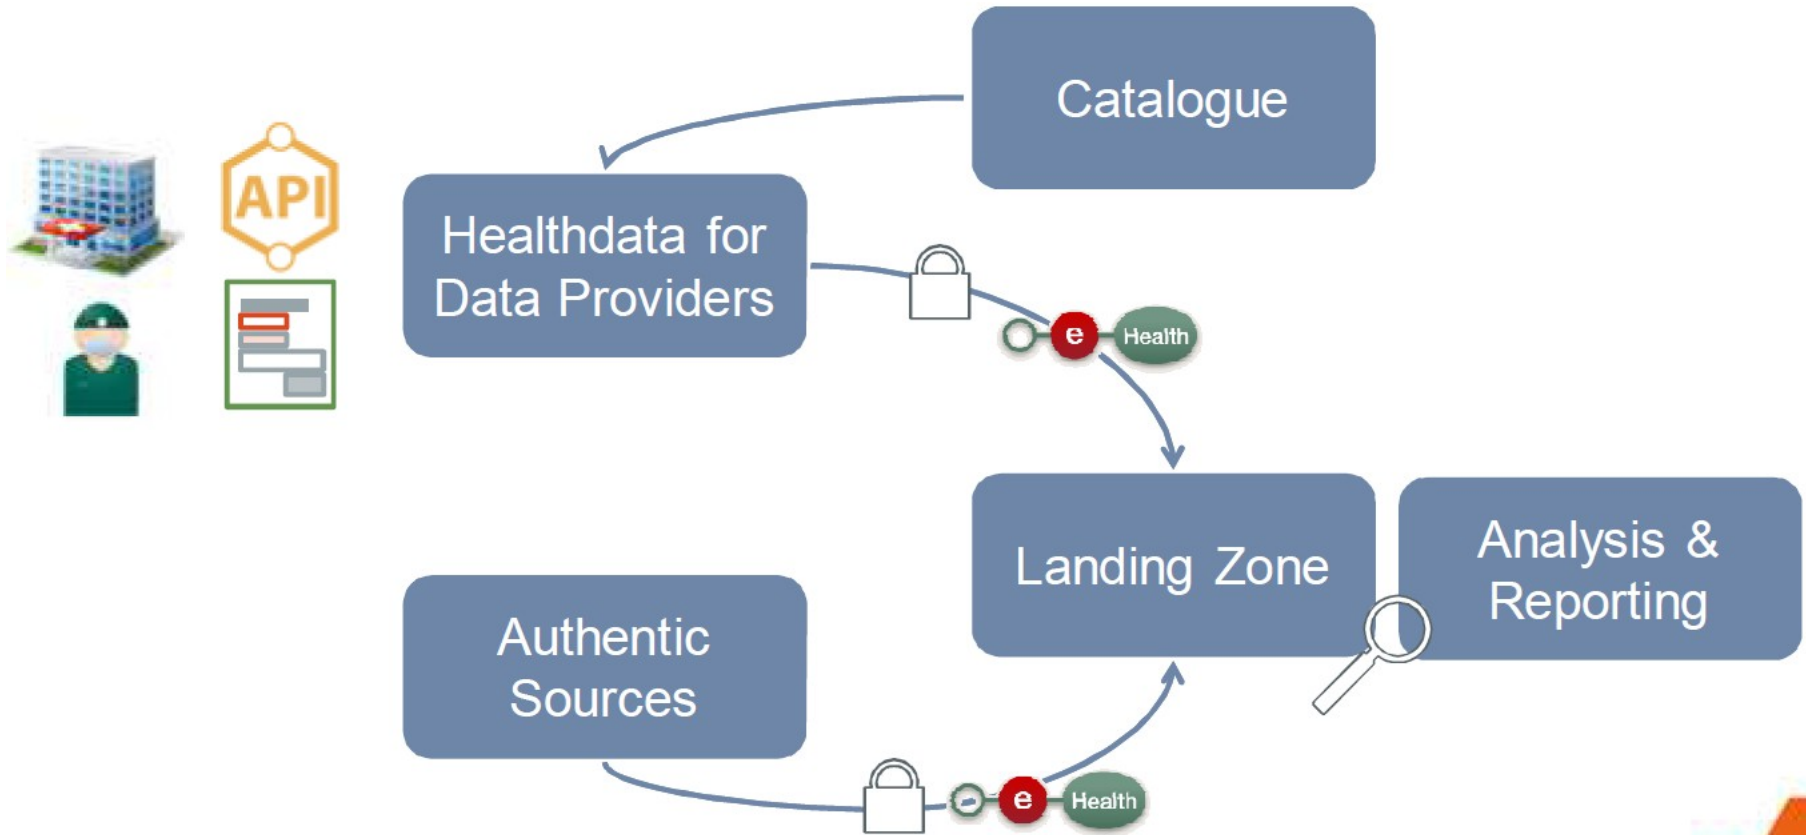 Catalogue
API
Healthdata for
Data Providers
e Health
Landing Zone
Analysis &
Reporting
Authentic
Sources
e Health